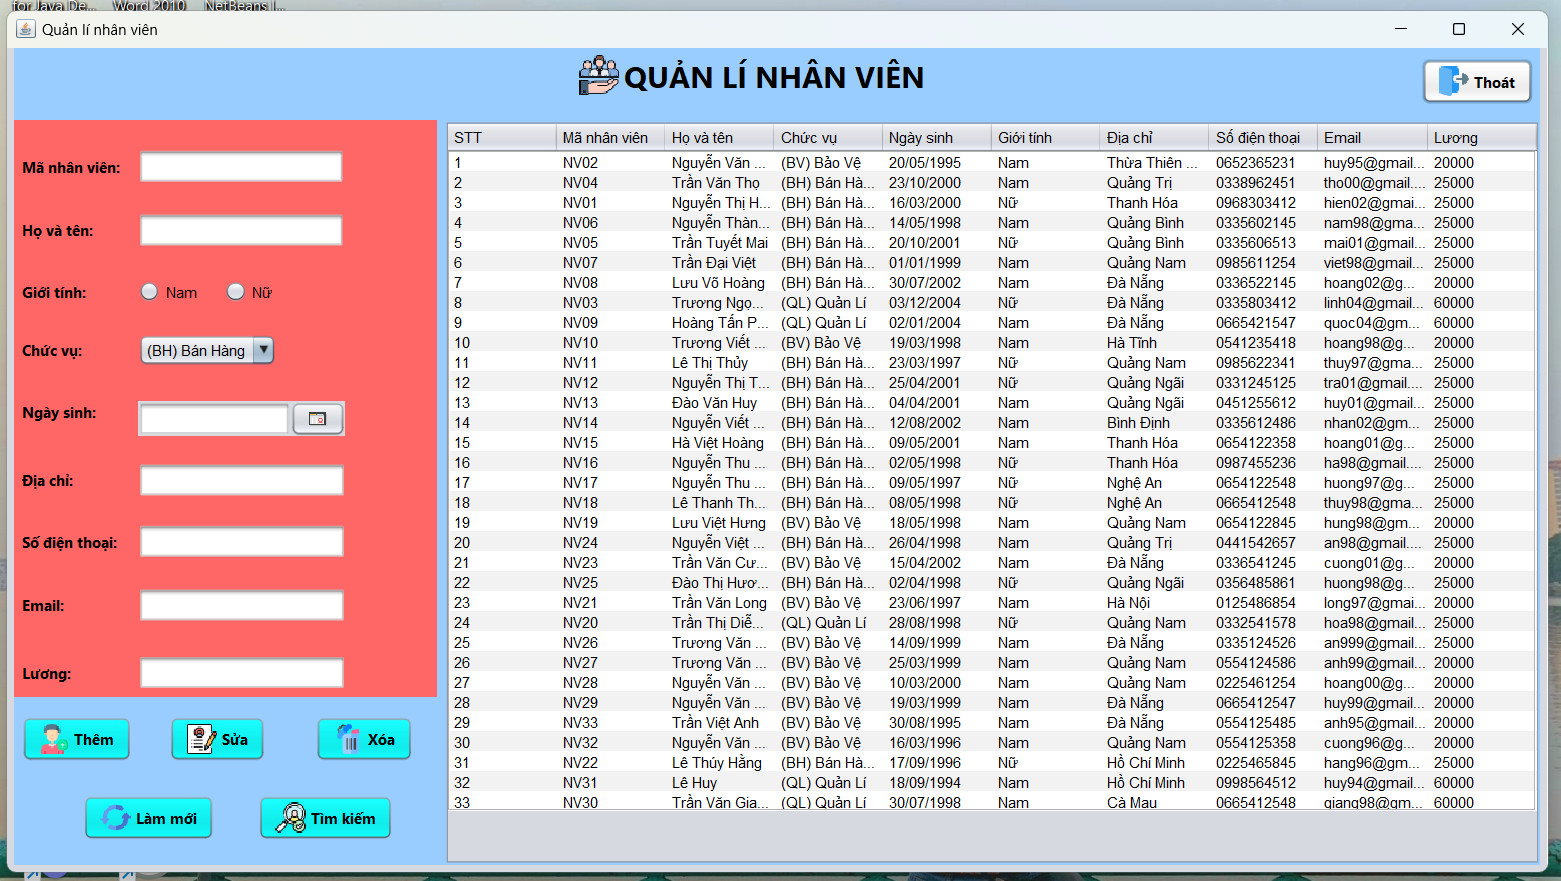 for Java De... Word 2010 NetBeans I...
Quản lí nhân viên
QUẢN LÍ NHÂN VIÊN
Thoát
Mã nhân viên:
Họ và tên:
Giới tính: Nam Nữ
Chức vụ: (BH) Bán Hàng
Ngày sinh:
Địa chỉ:
Số điện thoại:
Email:
Lương:
Thêm Sửa Xóa
Làm mới Tìm kiếm
STT Mã nhân viên Họ và tên Chức vụ Ngày sinh Giới tính Địa chỉ Số điện thoại Email Lương
1 NV02 Nguyễn Văn ... (BV) Bảo Vệ 20/05/1995 Nam Thừa Thiên ... 0652365231 huy95@gmail... 20000
2 NV04 Trần Văn Thọ (BH) Bán Hà... 23/10/2000 Nam Quảng Trị 0338962451 tho00@gmail.... 25000
3 NV01 Nguyễn Thị H... (BH) Bán Hà... 16/03/2000 Nữ Thanh Hóa 0968303412 hien02@gmai... 25000
4 NV06 Nguyễn Thàn... (BH) Bán Hà... 14/05/1998 Nam Quảng Bình 0335602145 nam98@gma... 25000
5 NV05 Trần Tuyết Mai (BH) Bán Hà... 20/10/2001 Nữ Quảng Bình 0335606513 mai01@gmail... 25000
6 NV07 Trần Đại Việt (BH) Bán Hà... 01/01/1999 Nam Quảng Nam 0985611254 viet98@gmail... 25000
7 NV08 Lưu Võ Hoàng (BH) Bán Hà... 30/07/2002 Nam Đà Nẵng 0336522145 hoang02@g... 20000
8 NV03 Trương Ngọ... (QL) Quản Lí 03/12/2004 Nữ Đà Nẵng 0335803412 linh04@gmail... 60000
9 NV09 Hoàng Tấn P... (QL) Quản Lí 02/01/2004 Nam Đà Nẵng 0665421547 quoc04@gm... 60000
10 NV10 Trương Viết ... (BV) Bảo Vệ 19/03/1998 Nam Hà Tĩnh 0541235418 hoang98@g... 20000
11 NV11 Lê Thị Thủy (BH) Bán Hà... 23/03/1997 Nữ Quảng Nam 0985622341 thuy97@gma... 25000
12 NV12 Nguyễn Thị T... (BH) Bán Hà... 25/04/2001 Nữ Quảng Ngãi 0331245125 tra01@gmail.... 25000
13 NV13 Đào Văn Huy (BH) Bán Hà... 04/04/2001 Nam Quảng Ngãi 0451255612 huy01@gmail... 25000
14 NV14 Nguyễn Viết ... (BH) Bán Hà... 12/08/2002 Nam Bình Định 0335612486 nhan02@gm... 25000
15 NV15 Hà Việt Hoàng (BH) Bán Hà... 09/05/2001 Nam Thanh Hóa 0654122358 hoang01@g... 25000
16 NV16 Nguyễn Thu ... (BH) Bán Hà... 02/05/1998 Nữ Thanh Hóa 0987455236 ha98@gmail.... 25000
17 NV17 Nguyễn Thu ... (BH) Bán Hà... 09/05/1997 Nữ Nghệ An 0654122548 huong97@g... 25000
18 NV18 Lê Thanh Th... (BH) Bán Hà... 08/05/1998 Nữ Nghệ An 0665412548 thuy98@gma... 25000
19 NV19 Lưu Việt Hưng (BV) Bảo Vệ 18/05/1998 Nam Quảng Nam 0654122845 hung98@gm... 20000
20 NV24 Nguyễn Việt ... (BH) Bán Hà... 26/04/1998 Nam Quảng Trị 0441542657 an98@gmail.... 25000
21 NV23 Trần Văn Cư... (BV) Bảo Vệ 15/04/2002 Nam Đà Nẵng 0336541245 cuong01@g... 20000
22 NV25 Đào Thị Hươ... (BH) Bán Hà... 02/04/1998 Nữ Quảng Ngãi 0356485861 huong98@g... 25000
23 NV21 Trần Văn Long (BV) Bảo Vệ 23/06/1997 Nam Hà Nội 0125486854 long97@gmai... 20000
24 NV20 Trần Thị Diễ... (QL) Quản Lí 28/08/1998 Nữ Quảng Nam 0332541578 hoa98@gmail... 25000
25 NV26 Trương Văn ... (BV) Bảo Vệ 14/09/1999 Nam Đà Nẵng 0335124526 an999@gmail... 20000
26 NV27 Trương Văn ... (BV) Bảo Vệ 25/03/1999 Nam Quảng Nam 0554124586 anh99@gmail... 20000
27 NV28 Nguyễn Văn ... (BV) Bảo Vệ 10/03/2000 Nam Quảng Nam 0225461254 hoang00@g... 20000
28 NV29 Nguyễn Văn ... (BV) Bảo Vệ 19/03/1999 Nam Đà Nẵng 0665412547 huy99@gmail... 20000
29 NV33 Trần Việt Anh (BV) Bảo Vệ 30/08/1995 Nam Đà Nẵng 0554125485 anh95@gmail... 20000
30 NV32 Nguyễn Văn ... (BV) Bảo Vệ 16/03/1996 Nam Quảng Nam 0554125358 cuong96@g... 20000
31 NV22 Lê Thúy Hằng (BH) Bán Hà... 17/09/1996 Nữ Hồ Chí Minh 0225465845 hang96@gm... 25000
32 NV31 Lê Huy (QL) Quản Lí 18/09/1994 Nam Hồ Chí Minh 0998564512 huy94@gmail... 60000
33 NV30 Trần Văn Gia... (QL) Quản Lí 30/07/1998 Nam Cà Mau 0665412548 giang98@gm... 60000